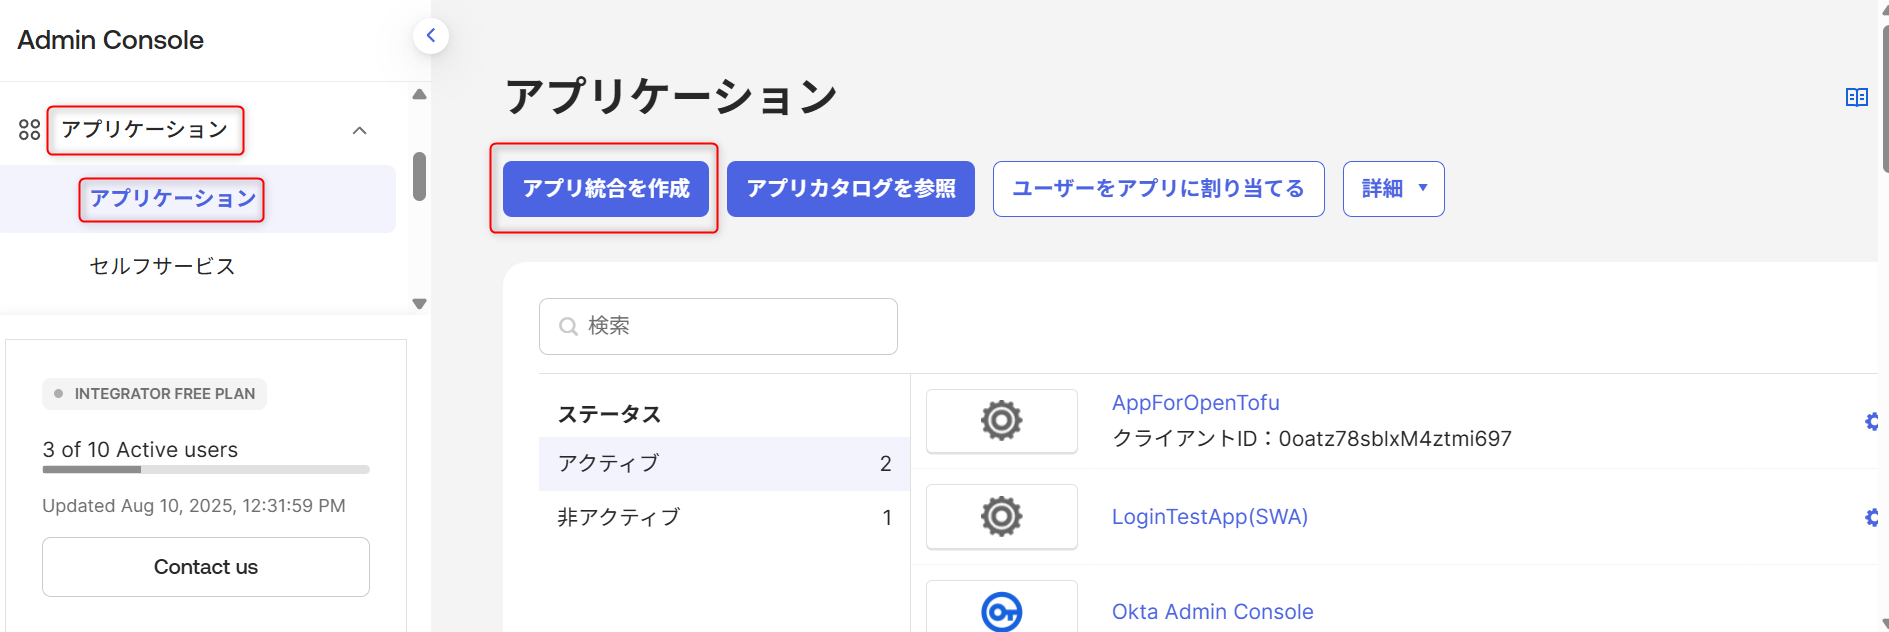 Admin Console
アプリケーション
アプリケーション
セルフサービス
INTEGRATOR FREE PLAN
3 of 10 Active users
Updated Aug 10, 2025, 12:31:59 PM
Contact us
アプリケーション
アプリ統合を作成
アプリカタログを参照
ユーザーをアプリに割り当てる
詳細
検索
ステータス
アクティブ 2
非アクティブ 1
AppForOpenTofu
クライアントID：0oatz78sblxM4ztmi697
LoginTestApp(SWA)
Okta Admin Console